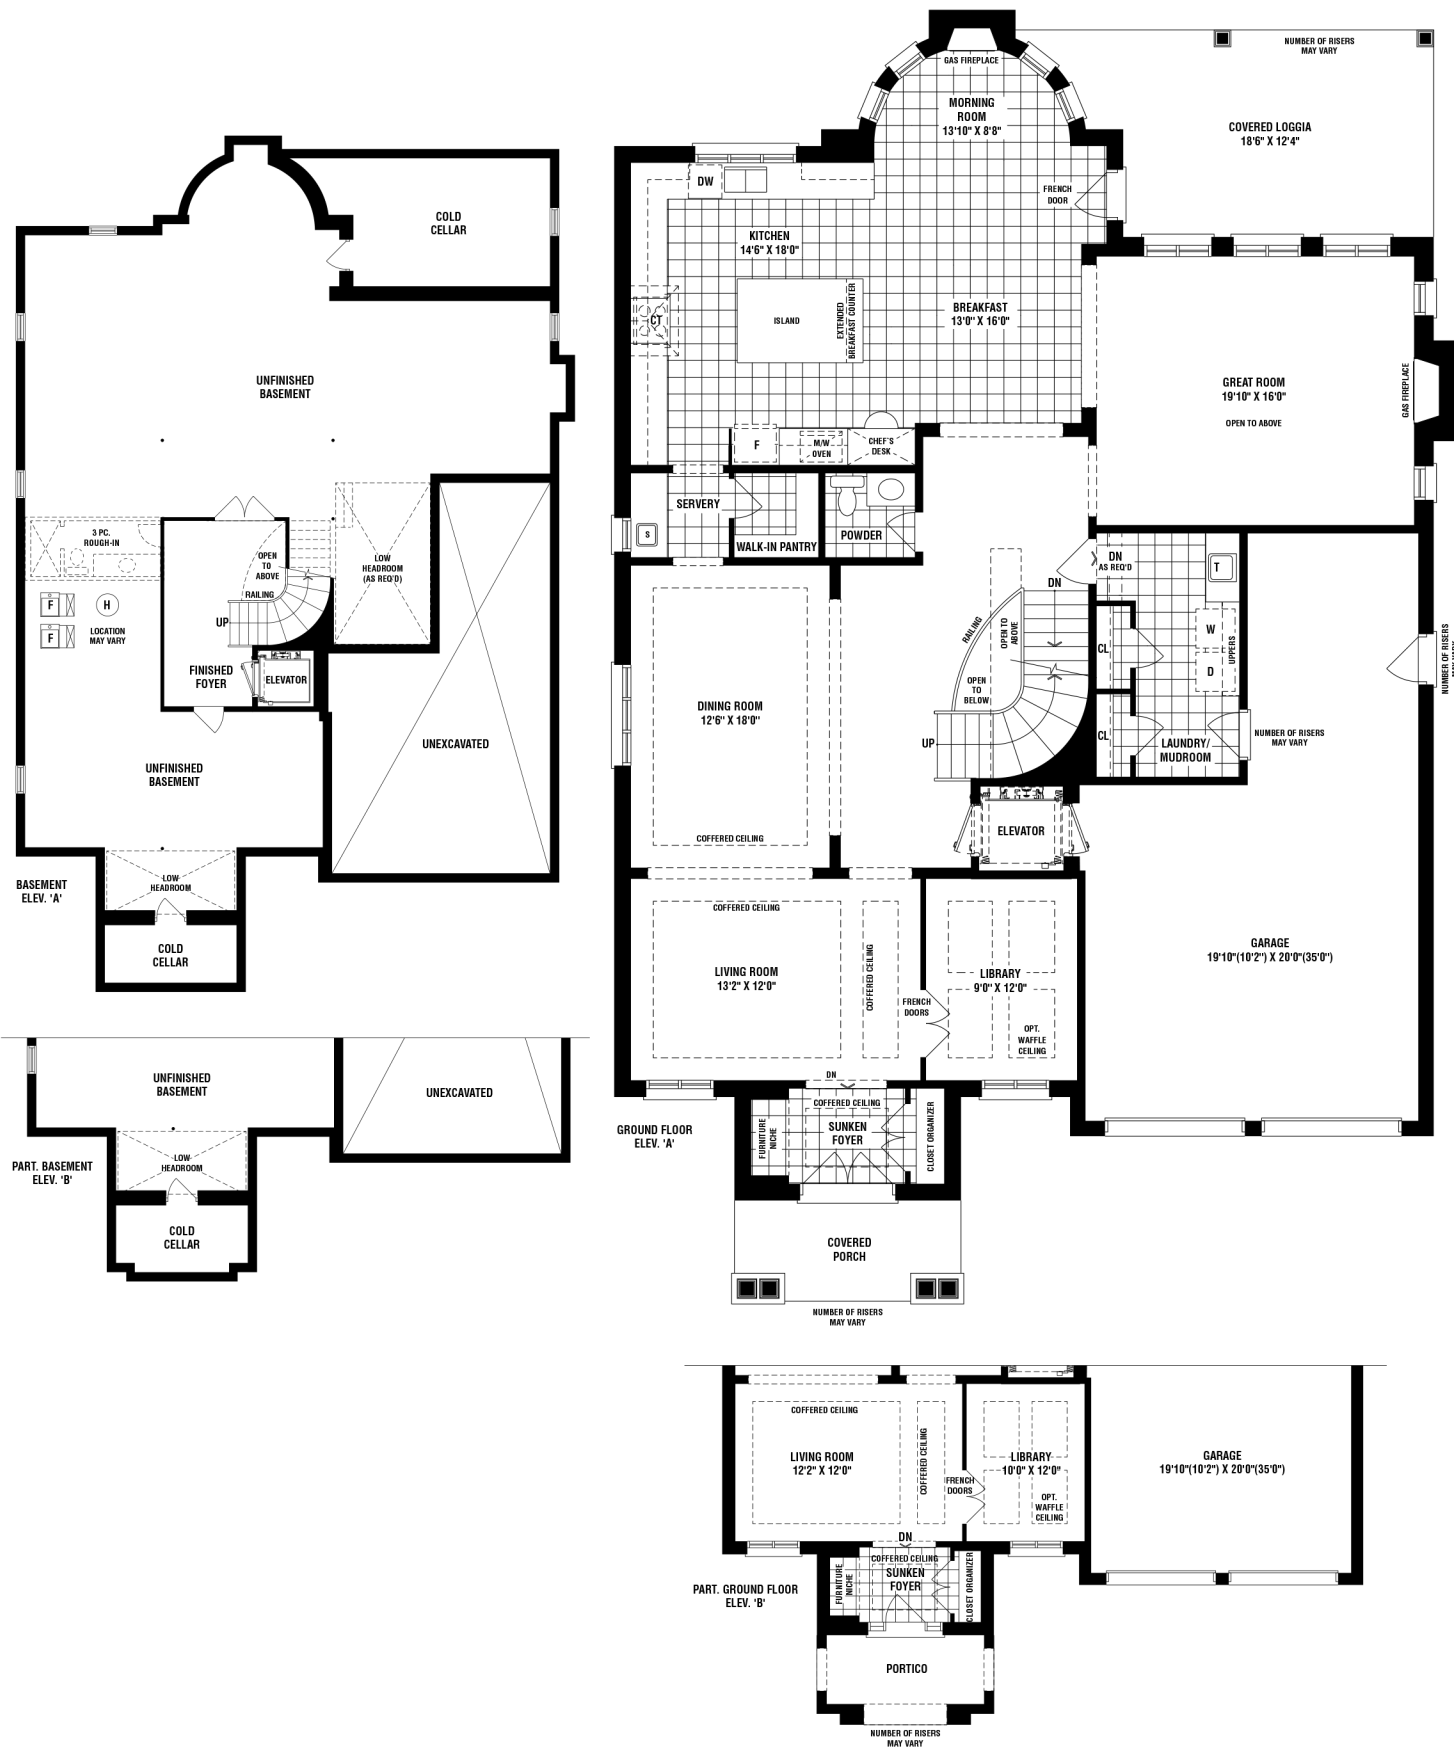 COLD
CELLAR
UNFINISHED
BASEMENT
3 PC.
ROUGH-IN
OPEN
TO
ABOVE
RAILING
UP
LOW
HEADROOM
(AS REQ'D)
F
H
F
LOCATION
MAY VARY
FINISHED
FOYER
ELEVATOR
UNEXCAVATED
UNFINISHED
BASEMENT
LOW
HEADROOM
BASEMENT
ELEV. 'A'
COLD
CELLAR
UNFINISHED
BASEMENT
UNEXCAVATED
LOW
HEADROOM
PART. BASEMENT
ELEV. 'B'
COLD
CELLAR
NUMBER OF RISERS
MAY VARY
GAS FIREPLACE
MORNING
ROOM
13'10" X 8'8"
COVERED LOGGIA
18'6" X 12'4"
DW
FRENCH
DOOR
KITCHEN
14'6" X 18'0"
CT
ISLAND
EXTENDED
BREAKFAST COUNTER
BREAKFAST
13'0" X 16'0"
GREAT ROOM
19'10" X 16'0"
OPEN TO ABOVE
GAS FIREPLACE
F
M/W
OVEN
CHEF'S
DESK
SERVERY
S
WALK-IN PANTRY
POWDER
DN
AS REQ'D
T
DN
RAILING
OPEN TO
ABOVE
OPEN
TO
BELOW
UP
CL
CL
W
D
UPPERS
LAUNDRY/
MUDROOM
NUMBER OF RISERS
MAY VARY
NUMBER OF RISERS
MAY VARY
DINING ROOM
12'6" X 18'0"
COFFERED CEILING
ELEVATOR
COFFERED CEILING
LIVING ROOM
13'2" X 12'0"
COFFERED CEILING
FRENCH
DOORS
LIBRARY
9'0" X 12'0"
OPT.
WAFFLE
CEILING
GARAGE
19'10"(10'2") X 20'0"(35'0")
DN
COFFERED CEILING
FURNITURE
NICHE
SUNKEN
FOYER
CLOSET ORGANIZER
GROUND FLOOR
ELEV. 'A'
COVERED
PORCH
NUMBER OF RISERS
MAY VARY
COFFERED CEILING
LIVING ROOM
12'2" X 12'0"
COFFERED CEILING
FRENCH
DOORS
LIBRARY
10'0" X 12'0"
OPT.
WAFFLE
CEILING
GARAGE
19'10"(10'2") X 20'0"(35'0")
DN
COFFERED CEILING
FURNITURE
NICHE
SUNKEN
FOYER
CLOSET ORGANIZER
PART. GROUND FLOOR
ELEV. 'B'
PORTICO
NUMBER OF RISERS
MAY VARY